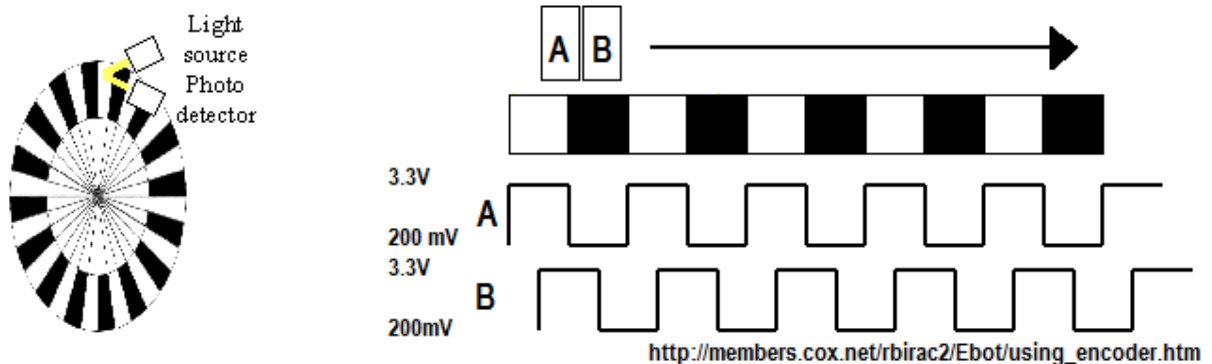 Light
source
Photo
detector
A B
3.3V
A
200 mV
3.3V
B
200mV
http://members.cox.net/rbirac2/Ebot/using_encoder.htm